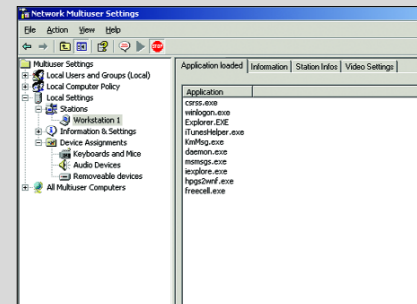 Network Multiuser Settings
File Action View Help
Multiuser Settings
Local Users and Groups (Local)
Local Computer Policy
Local Settings
Stations
Workstation 1
Information & Settings
Device Assignments
Keyboards and Mice
Audio Devices
Removeable devices
All Multiuser Computers
Application loaded Information Station Infos Video Settings
Application
csrss.exe
winlogon.exe
Explorer.EXE
iTunesHelper.exe
KmMsg.exe
daemon.exe
msmsgs.exe
iexplore.exe
hpgs2wnf.exe
freecell.exe